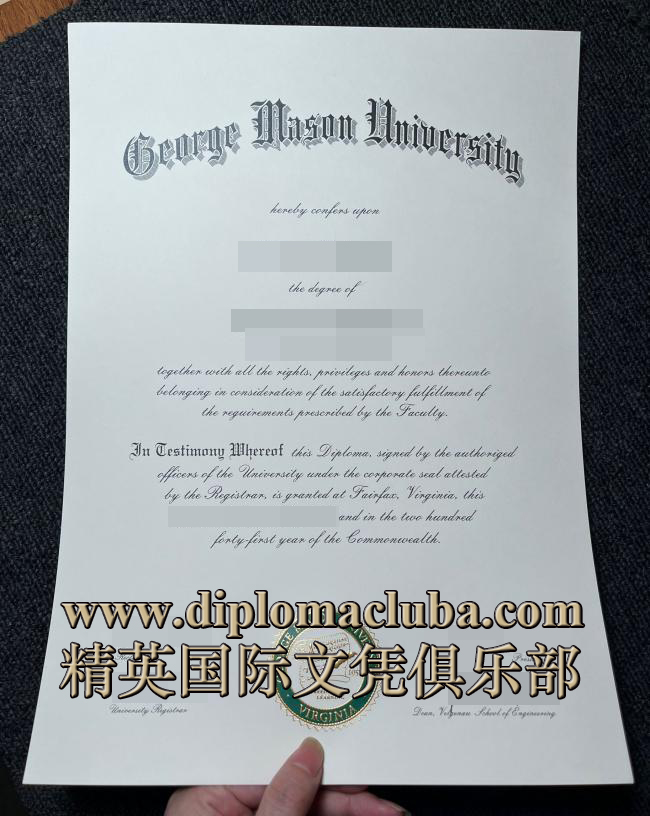 George Mason University
hereby confers upon
the degree of
together with all the rights, privileges and honors thereunto
belonging in consideration of the satisfactory fulfillment of
the requirements prescribed by the Faculty.
In Testimony Whereof this Diploma, signed by the authorized
officers of the University under the corporate seal attested
by the Registrar, is granted at Fairfax, Virginia, this
and in the two hundred
forty-first year of the Commonwealth.
www.diplomacluba.com
精英国际文凭俱乐部
VIRGINIA
University Registrar
Dean, Volgenau School of Engineering